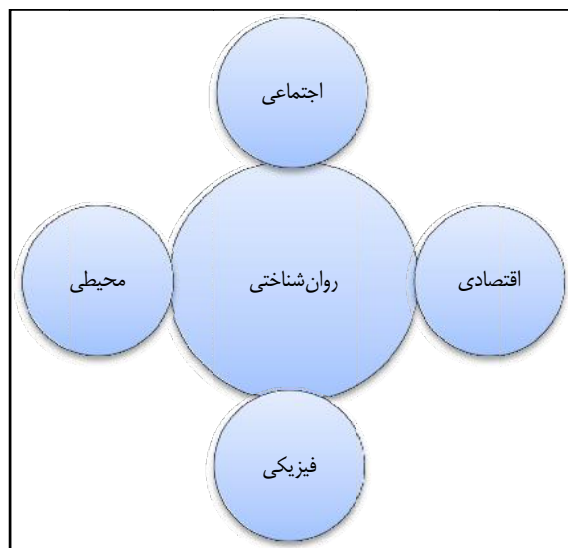 اجتماعی
اقتصادی
روان‌شناختی
محیطی
فیزیکی